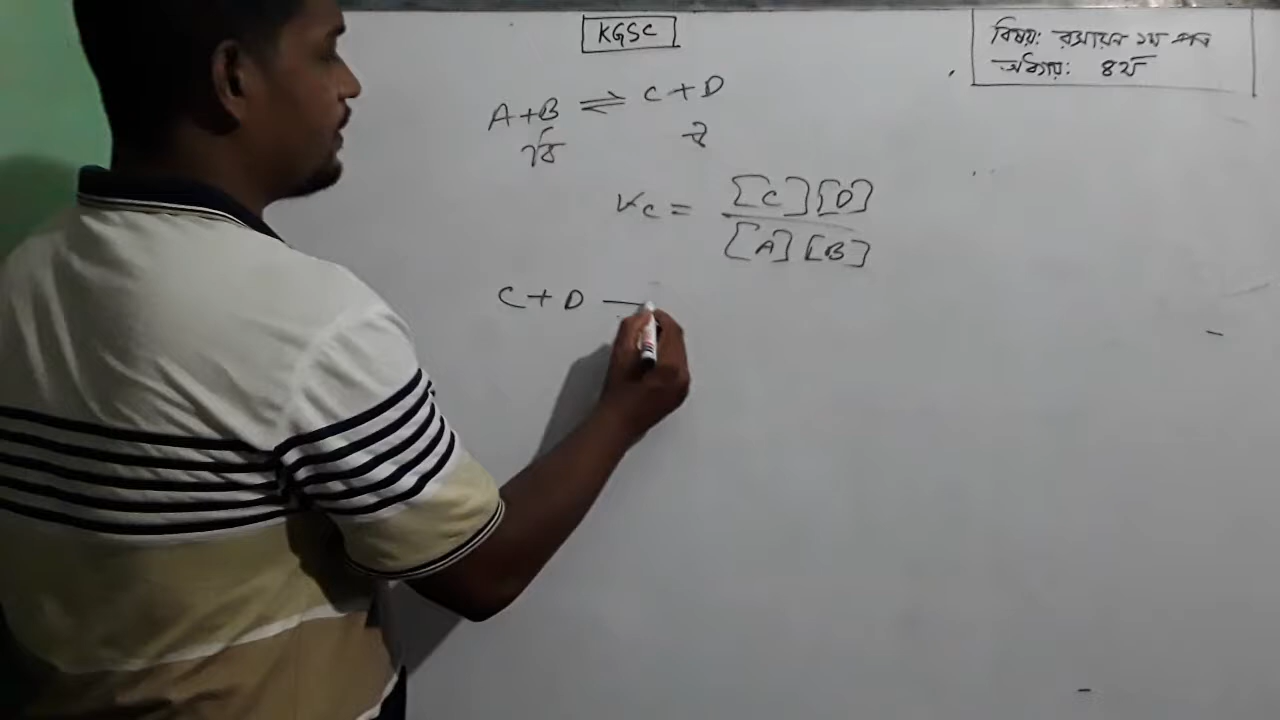 KGSC
বিষয়: রসায়ন ১ম পত্র
অধ্যায়: ৪র্থ
A+B ⇌ C+D
Kc = [C][D] / [A][B]
C+D —